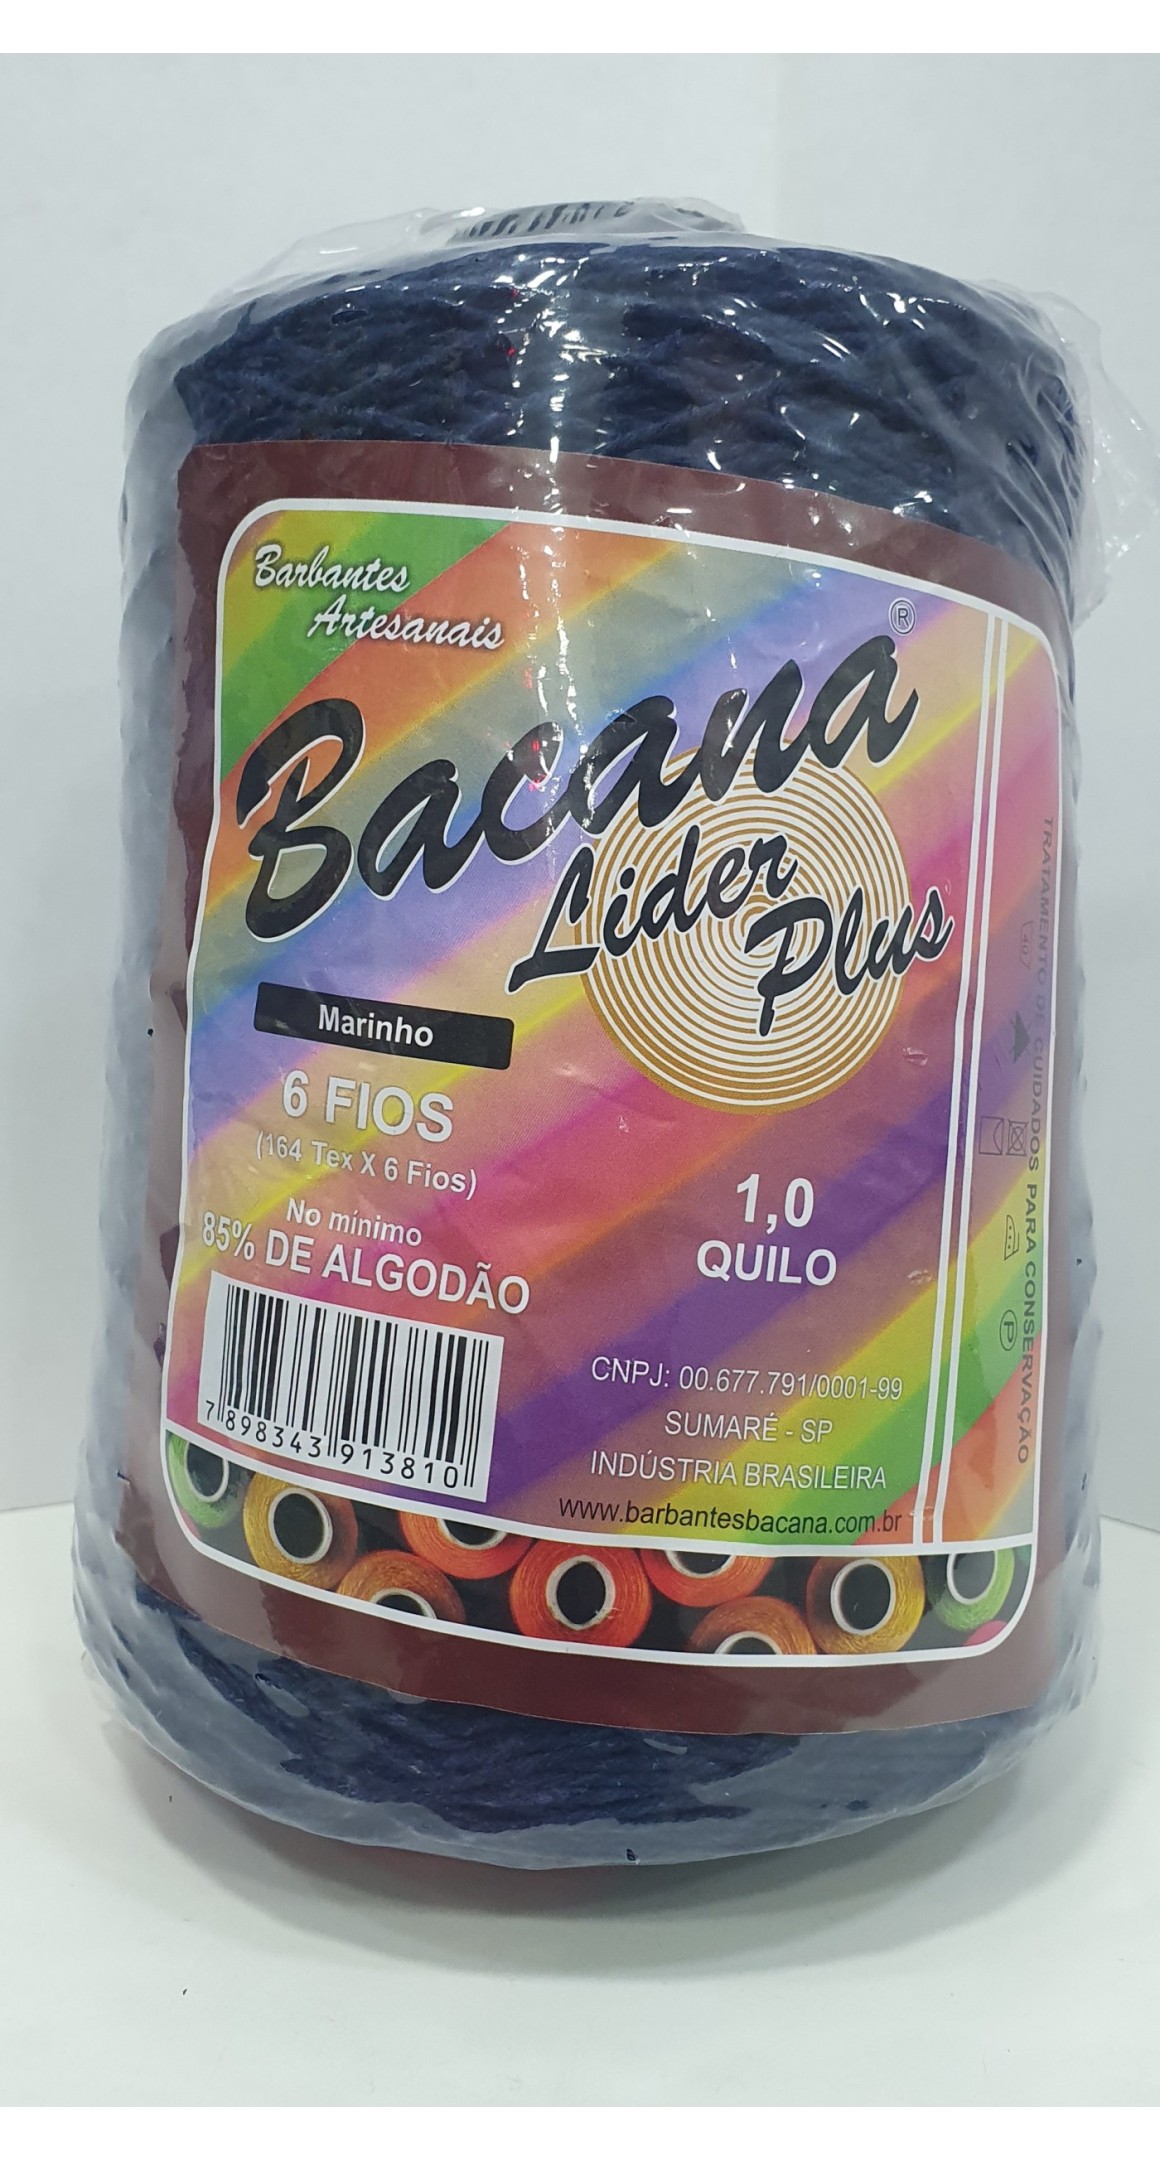 Barbantes
Artesanais
Bacana®
Lider
Plus
Marinho
6 FIOS
(164 Tex X 6 Fios)
No mínimo
85% DE ALGODÃO
7 898343 913810
1,0
QUILO
CNPJ: 00.677.791/0001-99
SUMARÉ - SP
INDÚSTRIA BRASILEIRA
www.barbantesbacana.com.br
TRATAMENTO DE CUIDADOS PARA CONSERVAÇÃO
40
P